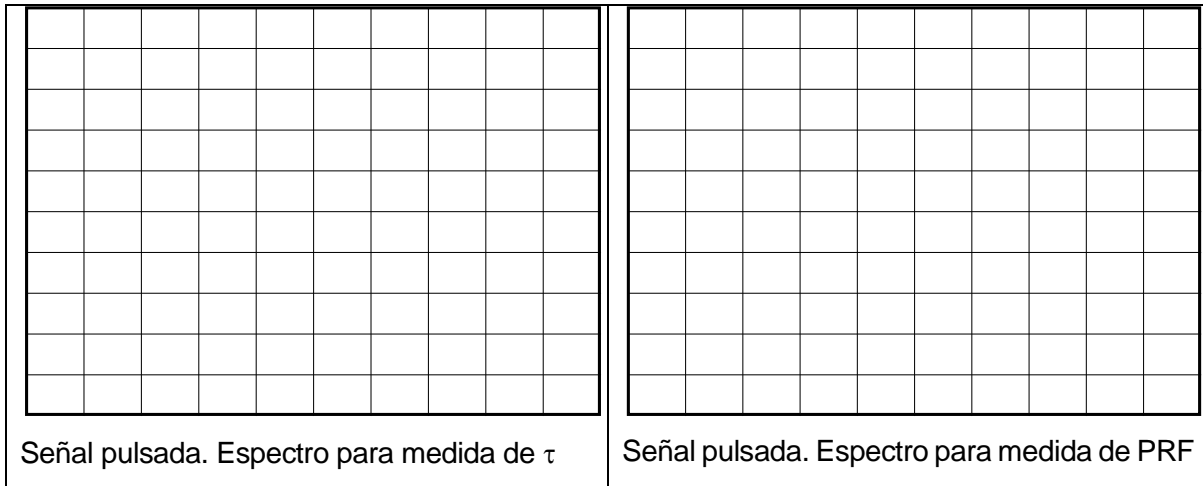 Señal pulsada. Espectro para medida de τ
Señal pulsada. Espectro para medida de PRF